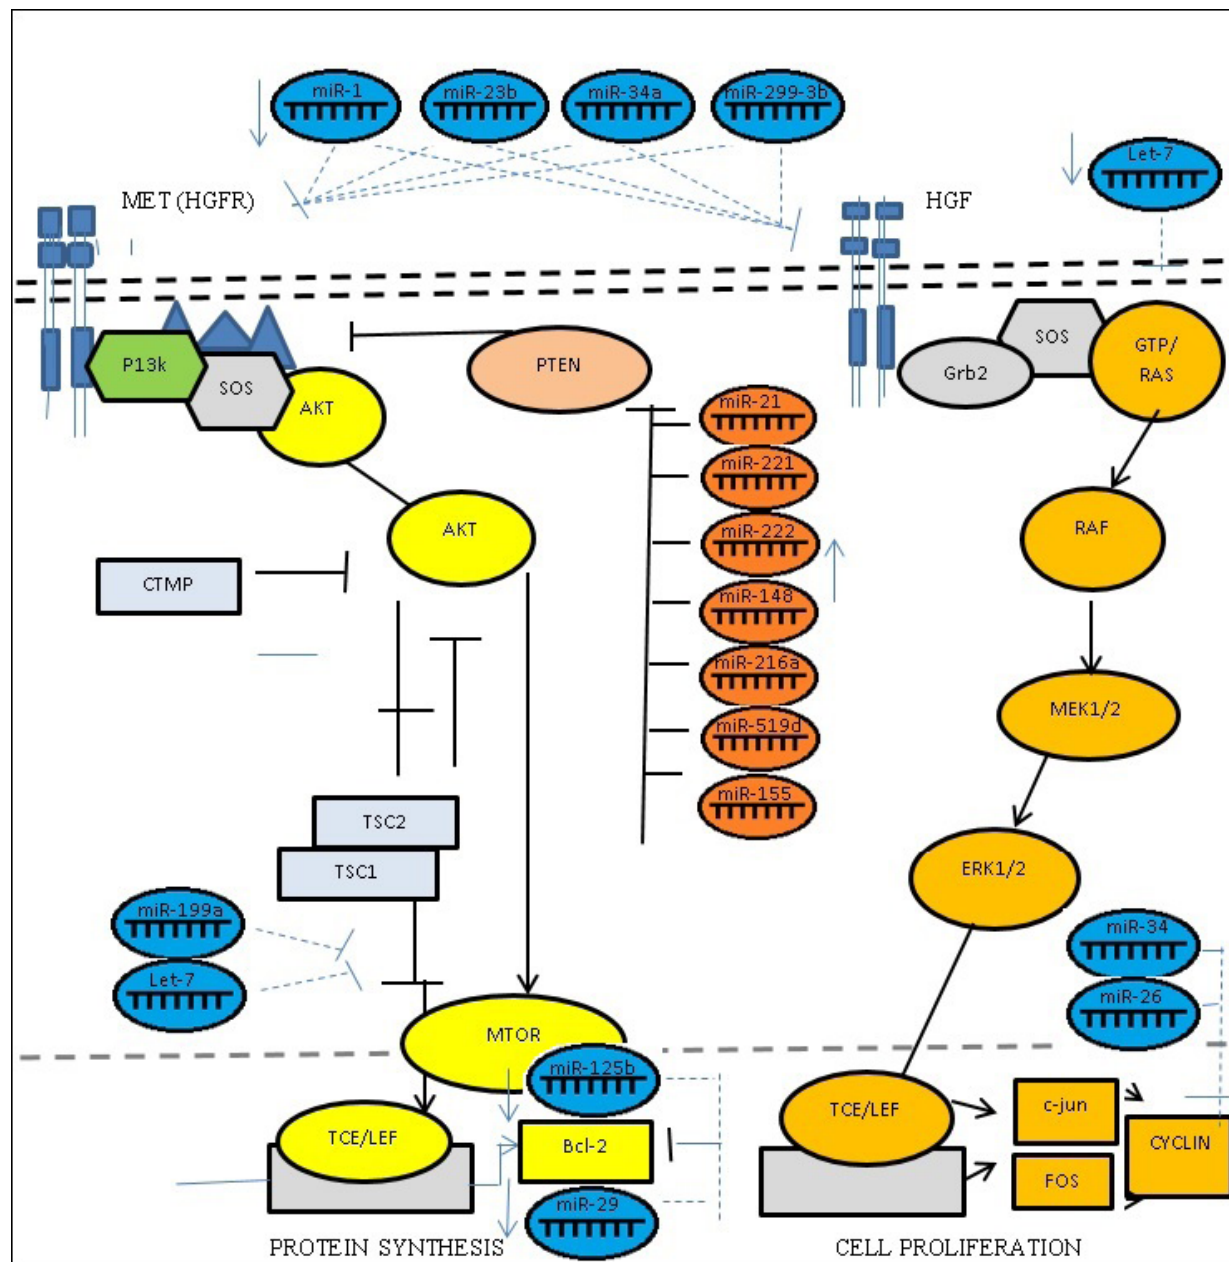 miR-1
miR-23b
miR-34a
miR-299-3b
Let-7
MET (HGFR)
HGF
P13k
SOS
AKT
PTEN
SOS
Grb2
GTP/
RAS
miR-21
miR-221
miR-222
miR-148
miR-216a
miR-519d
miR-155
AKT
CTMP
RAF
MEK1/2
TSC2
TSC1
ERK1/2
miR-199a
Let-7
miR-34
miR-26
MTOR
miR-125b
TCE/LEF
Bcl-2
miR-29
TCE/LEF
c-jun
FOS
CYCLIN
PROTEIN SYNTHESIS
CELL PROLIFERATION